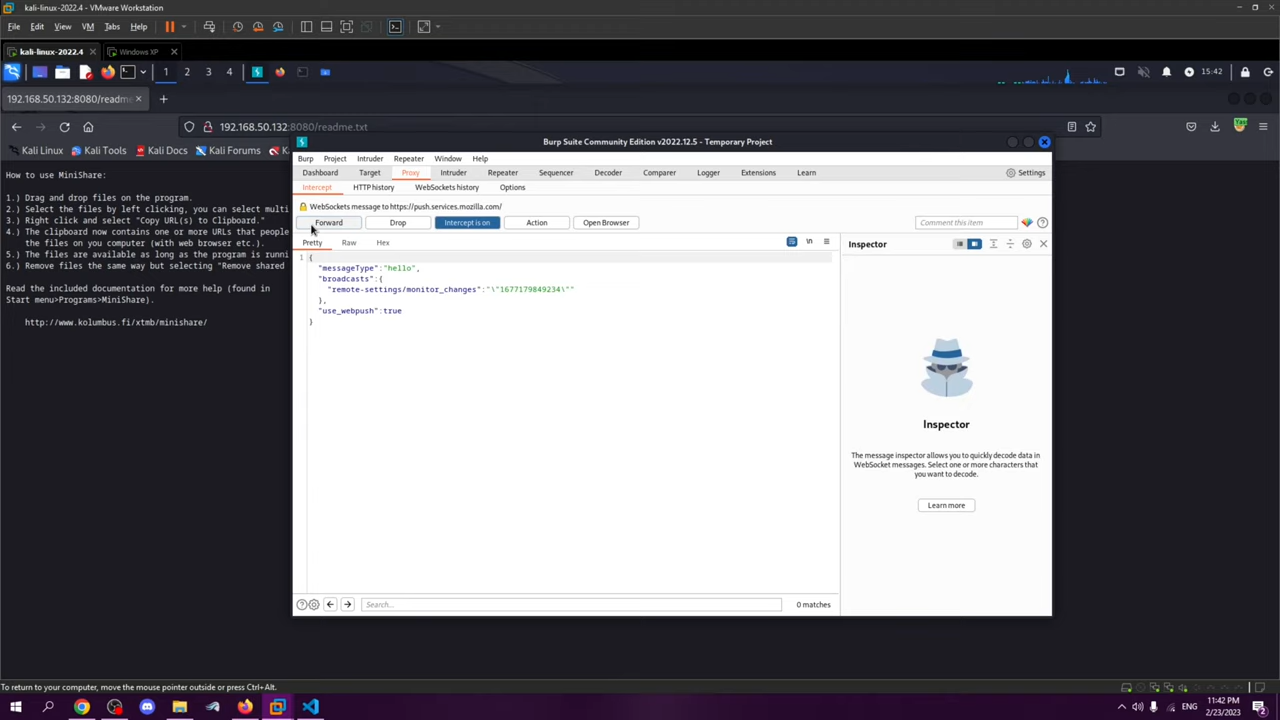 kali-linux-2022.4 - VMware Workstation
File Edit View VM Tabs Help
kali-linux-2022.4 Windows XP
1 2 3 4 15:42
192.168.50.132:8080/readme
192.168.50.132:8080/readme.txt
Kali Linux Kali Tools Kali Docs Kali Forums
How to use MiniShare:
1.) Drag and drop files on the program.
2.) Select the files by left clicking, you can select multi
3.) Right click and select "Copy URL(s) to Clipboard."
4.) The clipboard now contains one or more URLs that people
the files on you computer (with web browser etc.).
5.) The files are available as long as the program is runni
6.) Remove files the same way but selecting "Remove shared
Read the included documentation for more help (found in
Start menu>Programs>MiniShare).
http://www.kolumbus.fi/xtmb/minishare/
Burp Suite Community Edition v2022.12.5 - Temporary Project
Burp Project Intruder Repeater Window Help
Dashboard Target Proxy Intruder Repeater Sequencer Decoder Comparer Logger Extensions Learn Settings
Intercept HTTP history WebSockets history Options
WebSockets message to https://push.services.mozilla.com/
Forward Drop Intercept is on Action Open Browser Comment this item
Pretty Raw Hex \n
1 {
"messageType":"hello",
"broadcasts":{
"remote-settings/monitor_changes":"\"1677179849234\""
},
"use_webpush":true
}
Search... 0 matches
Inspector
Inspector
The message inspector allows you to quickly decode data in
WebSocket messages. Select one or more characters that
you want to decode.
Learn more
To return to your computer, move the mouse pointer outside or press Ctrl+Alt.
ENG 11:42 PM
2/23/2023
2